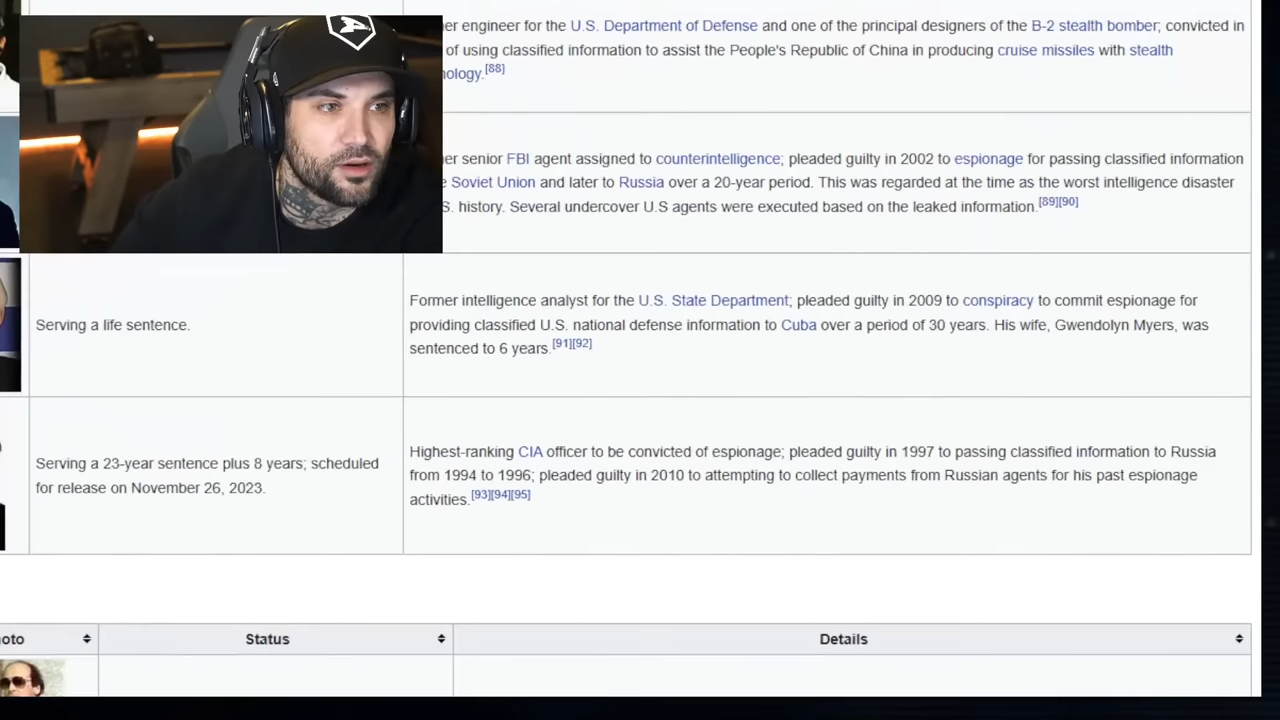 er engineer for the U.S. Department of Defense and one of the principal designers of the B-2 stealth bomber; convicted in
of using classified information to assist the People's Republic of China in producing cruise missiles with stealth
nology.[88]
er senior FBI agent assigned to counterintelligence; pleaded guilty in 2002 to espionage for passing classified information
e Soviet Union and later to Russia over a 20-year period. This was regarded at the time as the worst intelligence disaster
S. history. Several undercover U.S agents were executed based on the leaked information.[89][90]
Serving a life sentence.
Former intelligence analyst for the U.S. State Department; pleaded guilty in 2009 to conspiracy to commit espionage for
providing classified U.S. national defense information to Cuba over a period of 30 years. His wife, Gwendolyn Myers, was
sentenced to 6 years.[91][92]
Serving a 23-year sentence plus 8 years; scheduled
for release on November 26, 2023.
Highest-ranking CIA officer to be convicted of espionage; pleaded guilty in 1997 to passing classified information to Russia
from 1994 to 1996; pleaded guilty in 2010 to attempting to collect payments from Russian agents for his past espionage
activities.[93][94][95]
oto
Status
Details